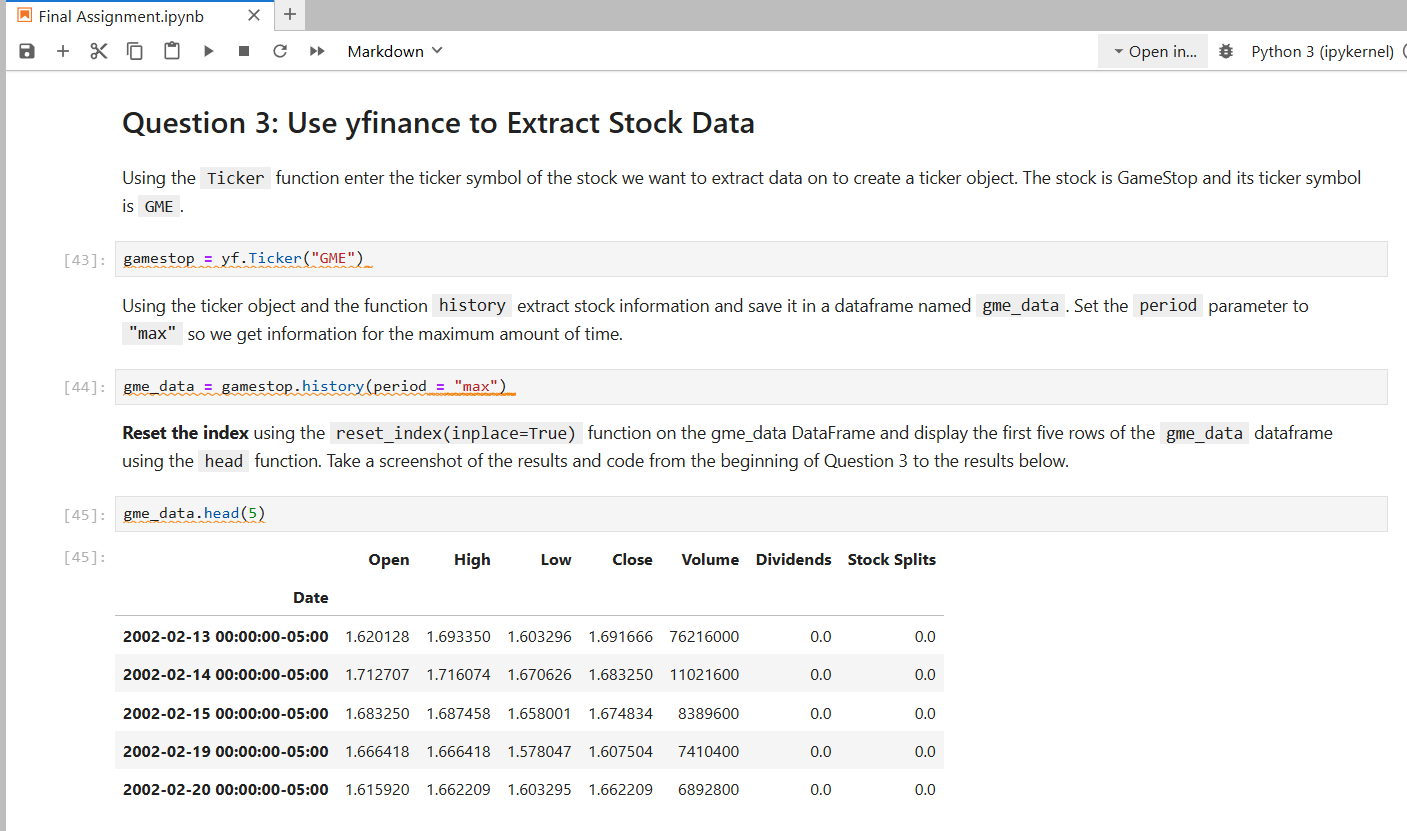 Final Assignment.ipynb
Markdown
Open in...
Python 3 (ipykernel)
Question 3: Use yfinance to Extract Stock Data
Using the Ticker function enter the ticker symbol of the stock we want to extract data on to create a ticker object. The stock is GameStop and its ticker symbol
is GME.
[43]: gamestop = yf.Ticker("GME")
Using the ticker object and the function history extract stock information and save it in a dataframe named gme_data. Set the period parameter to
"max" so we get information for the maximum amount of time.
[44]: gme_data = gamestop.history(period = "max")
Reset the index using the reset_index(inplace=True) function on the gme_data DataFrame and display the first five rows of the gme_data dataframe
using the head function. Take a screenshot of the results and code from the beginning of Question 3 to the results below.
[45]: gme_data.head(5)
[45]: Open High Low Close Volume Dividends Stock Splits
Date
2002-02-13 00:00:00-05:00 1.620128 1.693350 1.603296 1.691666 76216000 0.0 0.0
2002-02-14 00:00:00-05:00 1.712707 1.716074 1.670626 1.683250 11021600 0.0 0.0
2002-02-15 00:00:00-05:00 1.683250 1.687458 1.658001 1.674834 8389600 0.0 0.0
2002-02-19 00:00:00-05:00 1.666418 1.666418 1.578047 1.607504 7410400 0.0 0.0
2002-02-20 00:00:00-05:00 1.615920 1.662209 1.603295 1.662209 6892800 0.0 0.0